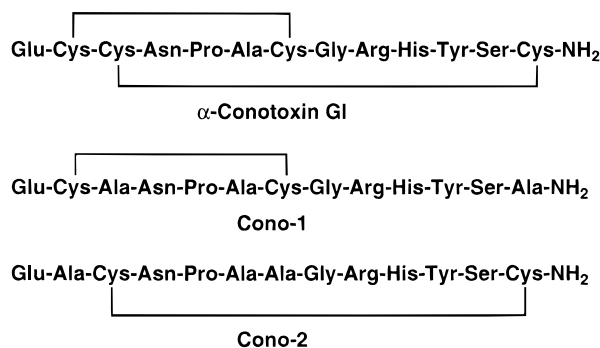 Glu-Cys-Cys-Asn-Pro-Ala-Cys-Gly-Arg-His-Tyr-Ser-Cys-NH₂
α-Conotoxin GI
Glu-Cys-Ala-Asn-Pro-Ala-Cys-Gly-Arg-His-Tyr-Ser-Ala-NH₂
Cono-1
Glu-Ala-Cys-Asn-Pro-Ala-Ala-Gly-Arg-His-Tyr-Ser-Cys-NH₂
Cono-2